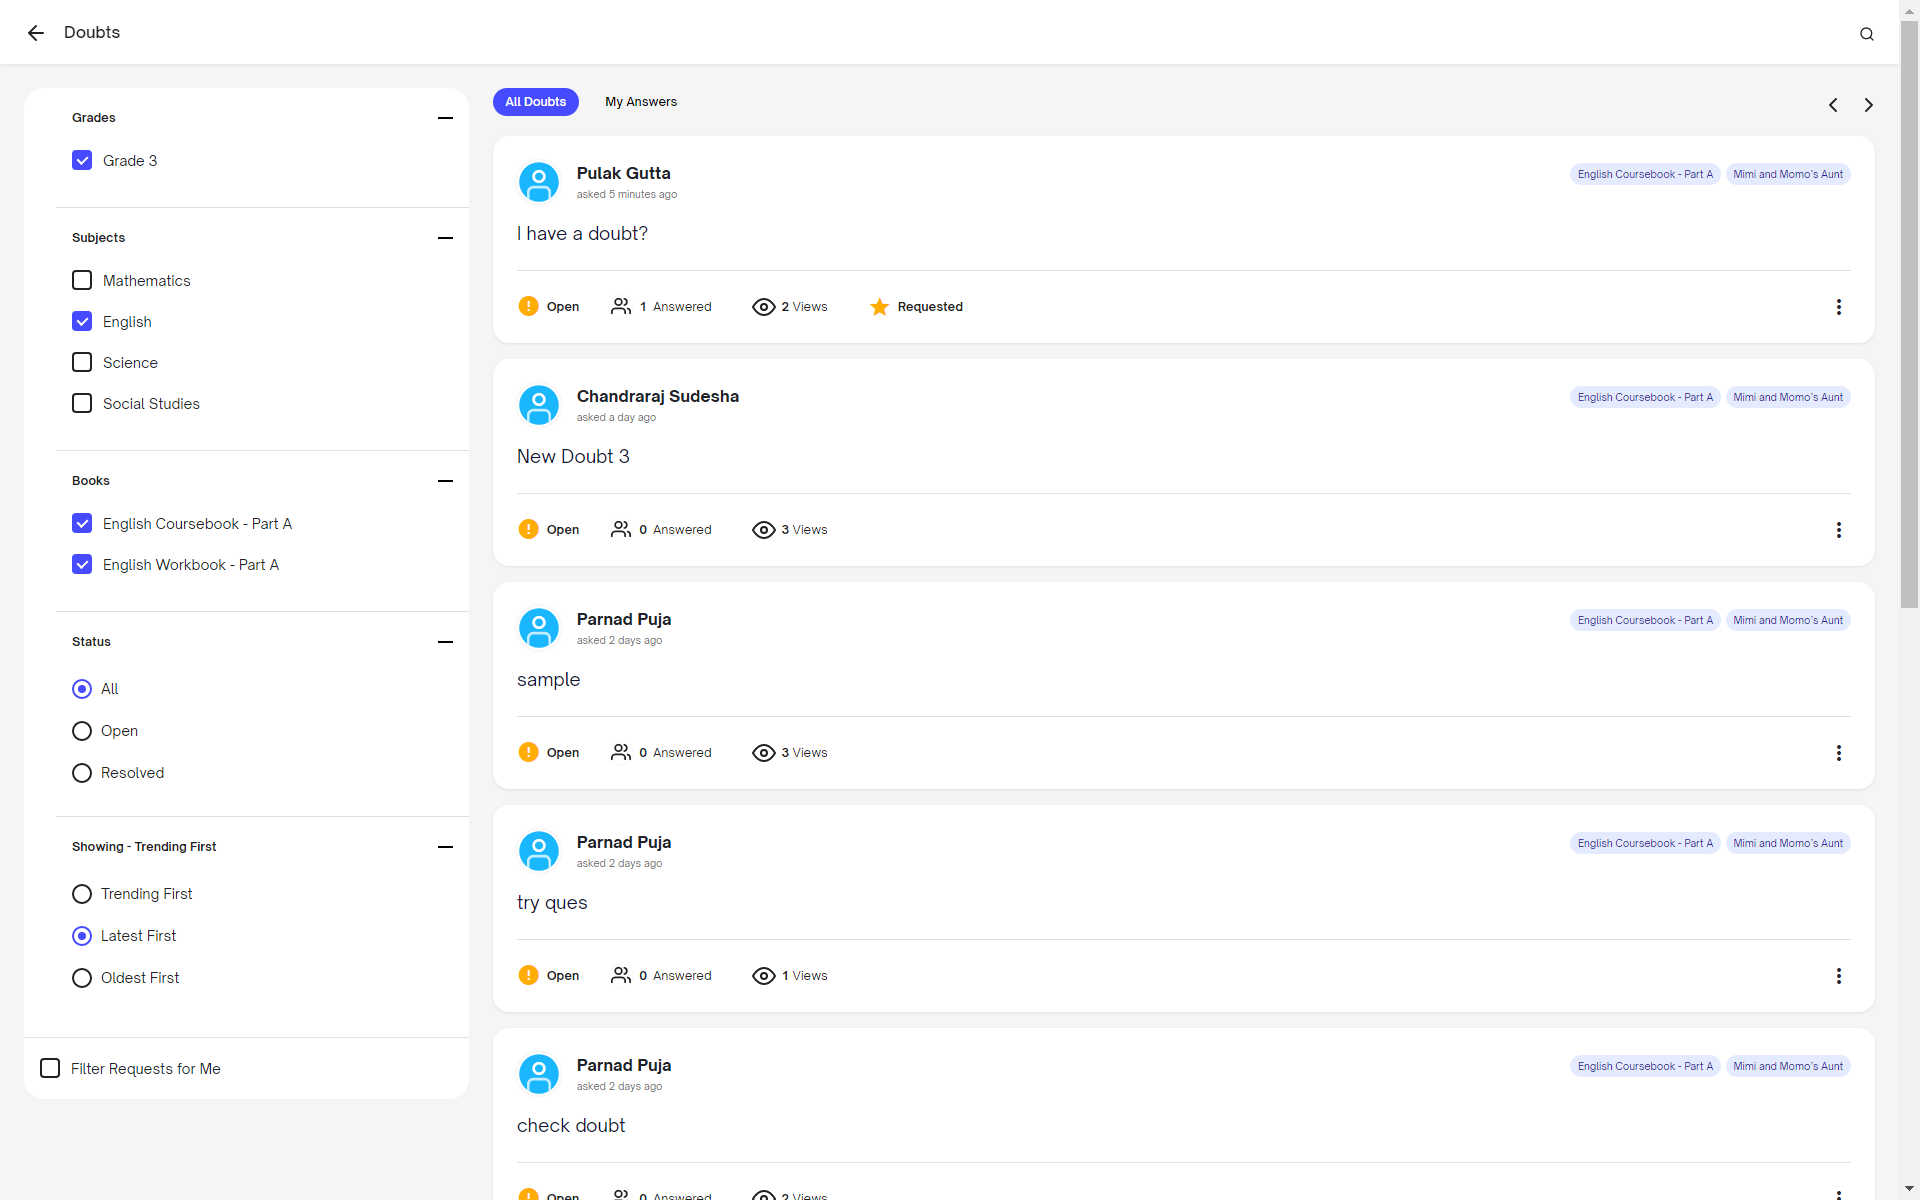 Doubts
Grades
Grade 3
Subjects
Mathematics
English
Science
Social Studies
Books
English Coursebook - Part A
English Workbook - Part A
Status
All
Open
Resolved
Showing - Trending First
Trending First
Latest First
Oldest First
Filter Requests for Me
All Doubts My Answers
Pulak Gutta English Coursebook - Part A Mimi and Momo's Aunt
asked 5 minutes ago
I have a doubt?
Open 1 Answered 2 Views Requested
Chandraraj Sudesha English Coursebook - Part A Mimi and Momo's Aunt
asked a day ago
New Doubt 3
Open 0 Answered 3 Views
Parnad Puja English Coursebook - Part A Mimi and Momo's Aunt
asked 2 days ago
sample
Open 0 Answered 3 Views
Parnad Puja English Coursebook - Part A Mimi and Momo's Aunt
asked 2 days ago
try ques
Open 0 Answered 1 Views
Parnad Puja English Coursebook - Part A Mimi and Momo's Aunt
asked 2 days ago
check doubt
Open 0 Answered 2 Views